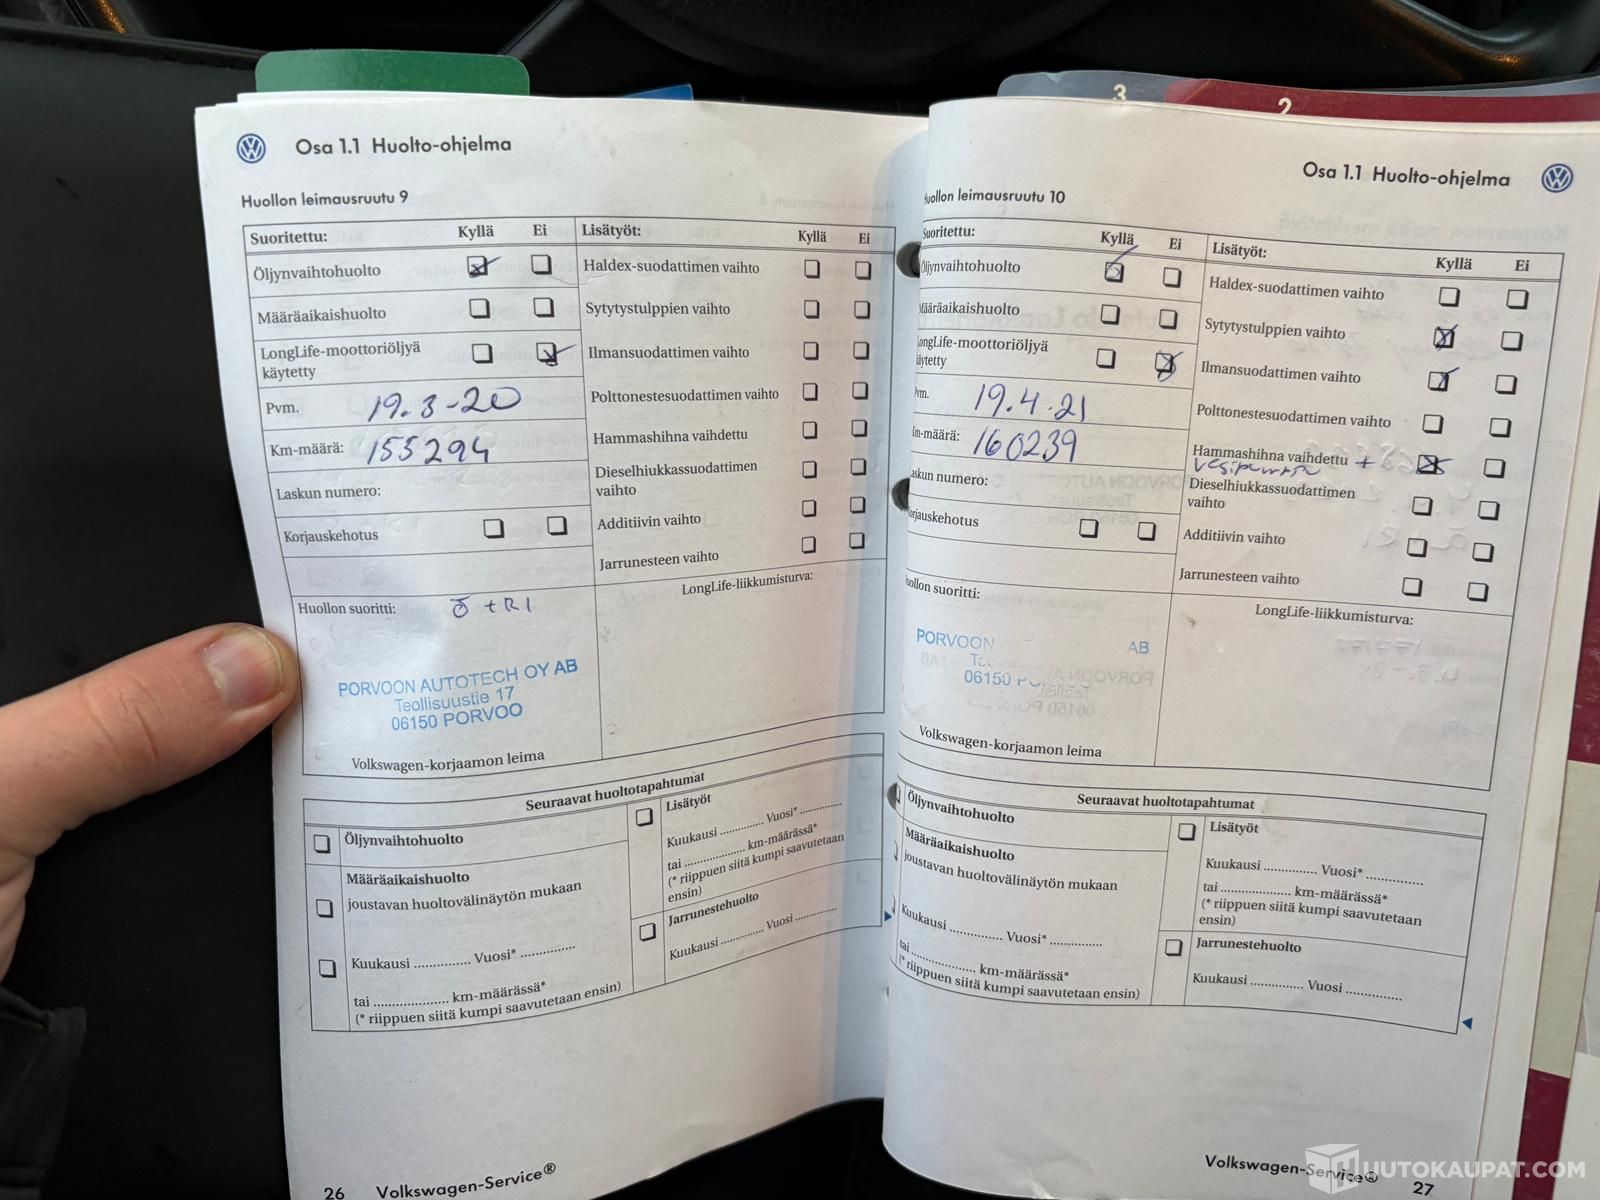 3
2
Osa 1.1 Huolto-ohjelma
Huollon leimausruutu 9
Suoritettu: Kyllä Ei
Öljynvaihtohuolto
Määräaikaishuolto
LongLife-moottoriöljyä
käytetty
Pvm. 19.3-20
Km-määrä: 155294
Laskun numero:
Korjauskehotus
Huollon suoritti: Ö + R1
PORVOON AUTOTECH OY AB
Teollisuustie 17
06150 PORVOO
Volkswagen-korjaamon leima
Lisätyöt: Kyllä Ei
Haldex-suodattimen vaihto
Sytytystulppien vaihto
Ilmansuodattimen vaihto
Polttonestesuodattimen vaihto
Hammashihna vaihdettu
Dieselhiukkassuodattimen
vaihto
Additiivin vaihto
Jarrunesteen vaihto
LongLife-liikkumisturva:
Seuraavat huoltotapahtumat
Öljynvaihtohuolto
Määräaikaishuolto
joustavan huoltovälinäytön mukaan
Kuukausi .............. Vuosi* .............
tai .................... km-määrässä*
(* riippuen siitä kumpi saavutetaan ensin)
Lisätyöt
Kuukausi ........... Vuosi* ...........
tai ................. km-määrässä*
(* riippuen siitä kumpi saavutetaan
ensin)
Jarrunestehuolto
Kuukausi ........... Vuosi ...........
26 Volkswagen-Service®
Osa 1.1 Huolto-ohjelma
Huollon leimausruutu 10
Suoritettu: Kyllä Ei
Öljynvaihtohuolto
Määräaikaishuolto
LongLife-moottoriöljyä
käytetty
Pvm. 19.4.21
Km-määrä: 160239
Laskun numero:
Korjauskehotus
Huollon suoritti:
PORVOON AB
06150
Volkswagen-korjaamon leima
Lisätyöt: Kyllä Ei
Haldex-suodattimen vaihto
Sytytystulppien vaihto
Ilmansuodattimen vaihto
Polttonestesuodattimen vaihto
Hammashihna vaihdettu +
vesipumppu
Dieselhiukkassuodattimen
vaihto
Additiivin vaihto
Jarrunesteen vaihto
LongLife-liikkumisturva:
Seuraavat huoltotapahtumat
Öljynvaihtohuolto
Määräaikaishuolto
joustavan huoltovälinäytön mukaan
Kuukausi ............. Vuosi* .............
tai ................ km-määrässä*
(* riippuen siitä kumpi saavutetaan ensin)
Lisätyöt
Kuukausi ............. Vuosi* .............
tai .................... km-määrässä*
(* riippuen siitä kumpi saavutetaan
ensin)
Jarrunestehuolto
Kuukausi ............. Vuosi .............
Volkswagen-Service® 27
HUUTOKAUPAT.COM